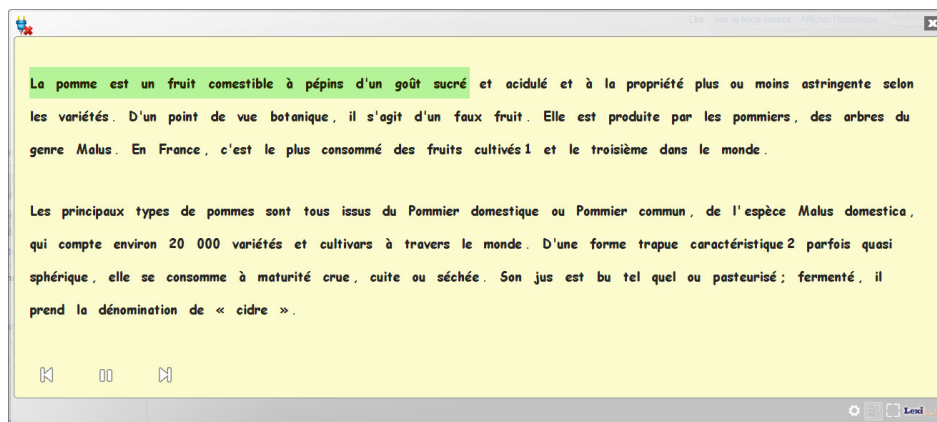 Lire Voir le texte source Afficher l'historique
La pomme est un fruit comestible à pépins d'un goût sucré et acidulé et à la propriété plus ou moins astringente selon
les variétés. D'un point de vue botanique, il s'agit d'un faux fruit. Elle est produite par les pommiers, des arbres du
genre Malus. En France, c'est le plus consommé des fruits cultivés1 et le troisième dans le monde.
Les principaux types de pommes sont tous issus du Pommier domestique ou Pommier commun, de l'espèce Malus domestica,
qui compte environ 20 000 variétés et cultivars à travers le monde. D'une forme trapue caractéristique2 parfois quasi
sphérique, elle se consomme à maturité crue, cuite ou séchée. Son jus est bu tel quel ou pasteurisé; fermenté, il
prend la dénomination de « cidre ».
Lexi